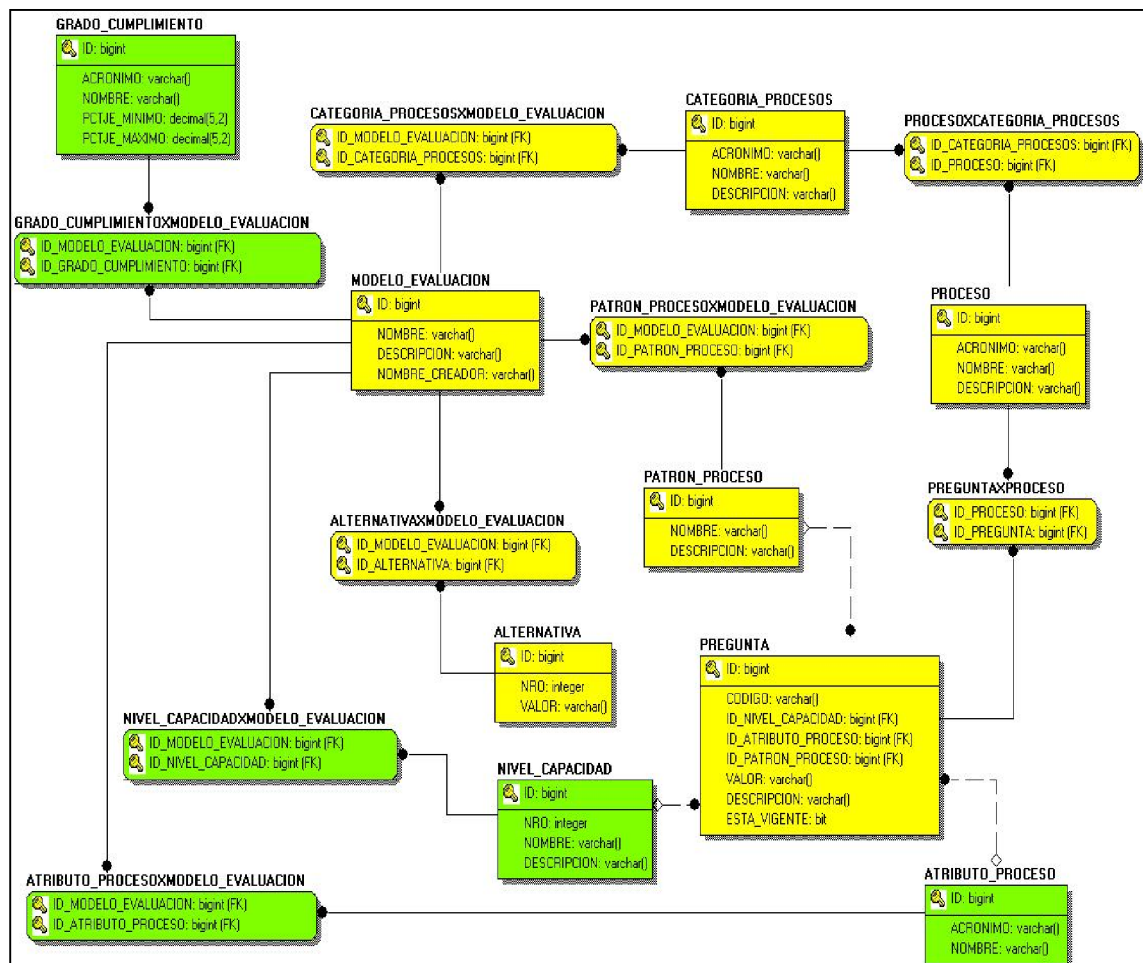 GRADO_CUMPLIMIENTO
ID: bigint
ACRONIMO: varchar()
NOMBRE: varchar()
PCTJE_MINIMO: decimal(5,2)
PCTJE_MAXIMO: decimal(5,2)
CATEGORIA_PROCESOSXMODELO_EVALUACION
ID_MODELO_EVALUACION: bigint (FK)
ID_CATEGORIA_PROCESOS: bigint (FK)
CATEGORIA_PROCESOS
ID: bigint
ACRONIMO: varchar()
NOMBRE: varchar()
DESCRIPCION: varchar()
PROCESOXCATEGORIA_PROCESOS
ID_CATEGORIA_PROCESOS: bigint (FK)
ID_PROCESO: bigint (FK)
GRADO_CUMPLIMIENTOXMODELO_EVALUACION
ID_MODELO_EVALUACION: bigint (FK)
ID_GRADO_CUMPLIMIENTO: bigint (FK)
MODELO_EVALUACION
ID: bigint
NOMBRE: varchar()
DESCRIPCION: varchar()
NOMBRE_CREADOR: varchar()
PATRON_PROCESOXMODELO_EVALUACION
ID_MODELO_EVALUACION: bigint (FK)
ID_PATRON_PROCESO: bigint (FK)
PROCESO
ID: bigint
ACRONIMO: varchar()
NOMBRE: varchar()
DESCRIPCION: varchar()
PATRON_PROCESO
ID: bigint
NOMBRE: varchar()
DESCRIPCION: varchar()
PREGUNTAXPROCESO
ID_PROCESO: bigint (FK)
ID_PREGUNTA: bigint (FK)
ALTERNATIVAXMODELO_EVALUACION
ID_MODELO_EVALUACION: bigint (FK)
ID_ALTERNATIVA: bigint (FK)
ALTERNATIVA
ID: bigint
NRO: integer
VALOR: varchar()
PREGUNTA
ID: bigint
CODIGO: varchar()
ID_NIVEL_CAPACIDAD: bigint (FK)
ID_ATRIBUTO_PROCESO: bigint (FK)
ID_PATRON_PROCESO: bigint (FK)
VALOR: varchar()
DESCRIPCION: varchar()
ESTA_VIGENTE: bit
NIVEL_CAPACIDADXMODELO_EVALUACION
ID_MODELO_EVALUACION: bigint (FK)
ID_NIVEL_CAPACIDAD: bigint (FK)
NIVEL_CAPACIDAD
ID: bigint
NRO: integer
NOMBRE: varchar()
DESCRIPCION: varchar()
ATRIBUTO_PROCESOXMODELO_EVALUACION
ID_MODELO_EVALUACION: bigint (FK)
ID_ATRIBUTO_PROCESO: bigint (FK)
ATRIBUTO_PROCESO
ID: bigint
ACRONIMO: varchar()
NOMBRE: varchar()